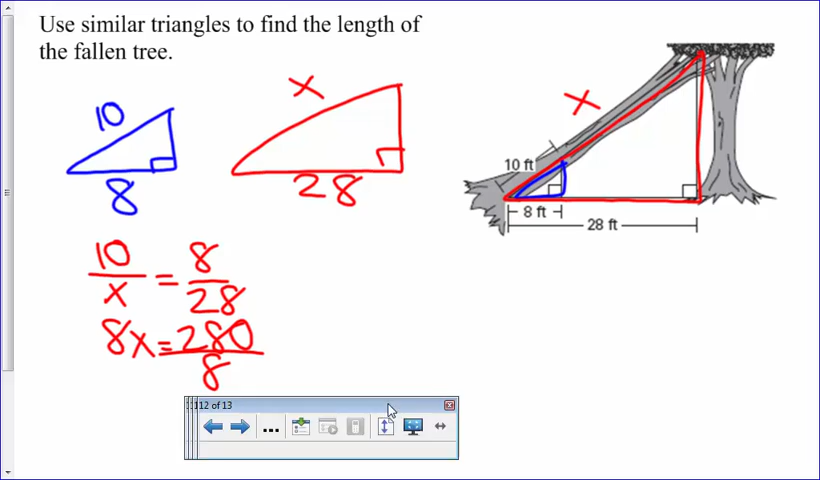 Use similar triangles to find the length of
the fallen tree.
10
8
x
28
x
10 ft
8 ft
28 ft
10/x = 8/28
8x = 280/8
112 of 13
...